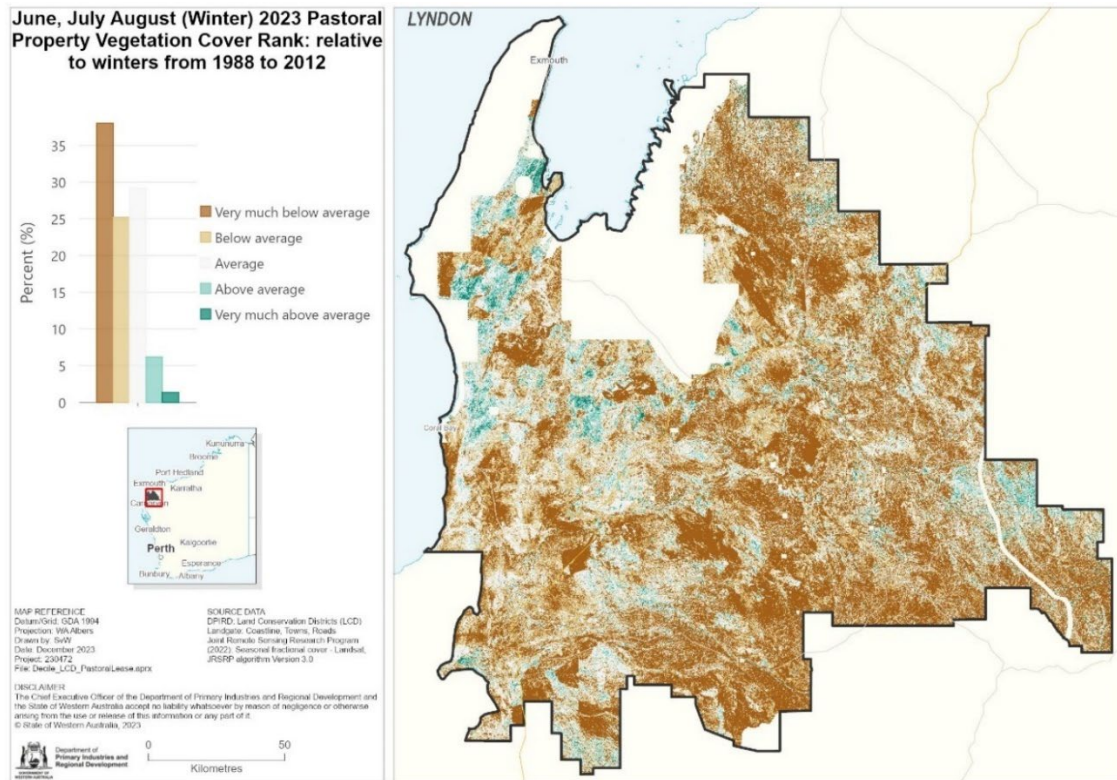 June, July August (Winter) 2023 Pastoral
Property Vegetation Cover Rank: relative
to winters from 1988 to 2012
Percent (%)
35
30
25
20
15
10
5
0
Very much below average
Below average
Average
Above average
Very much above average
Kununurra
Broome
Port Hedland
Exmouth
Karratha
Carnarvon
Geraldton
Kalgoorlie
Perth
Esperance
Bunbury
Albany
MAP REFERENCE
Datum/Grid: GDA 1994
Projection: WA Albers
Drawn by: SvW
Date: December 2023
Project: 230472
File: Decile_LCD_PastoralLease.aprx
SOURCE DATA
DPIRD: Land Conservation Districts (LCD)
Landgate: Coastline, Towns, Roads
Joint Remote Sensing Research Program
(2022). Seasonal fractional cover - Landsat,
JRSRP algorithm Version 3.0
DISCLAIMER
The Chief Executive Officer of the Department of Primary Industries and Regional Development and
the State of Western Australia accept no liability whatsoever by reason of negligence or otherwise
arising from the use or release of this information or any part of it.
© State of Western Australia, 2023
Department of
Primary Industries and
Regional Development
GOVERNMENT OF
WESTERN AUSTRALIA
0 50
Kilometres
LYNDON
Exmouth
Coral Bay